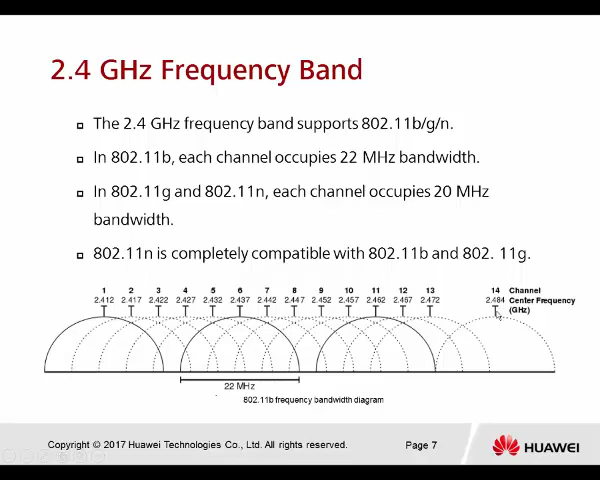 2.4 GHz Frequency Band
The 2.4 GHz frequency band supports 802.11b/g/n.
In 802.11b, each channel occupies 22 MHz bandwidth.
In 802.11g and 802.11n, each channel occupies 20 MHz
bandwidth.
802.11n is completely compatible with 802.11b and 802. 11g.
1 2 3 4 5 6 7 8 9 10 11 12 13 14 Channel
2.412 2.417 2.422 2.427 2.432 2.437 2.442 2.447 2.452 2.457 2.462 2.467 2.472 2.484 Center Frequency
(GHz)
22 MHz
802.11b frequency bandwidth diagram
Copyright © 2017 Huawei Technologies Co., Ltd. All rights reserved.
Page 7
HUAWEI